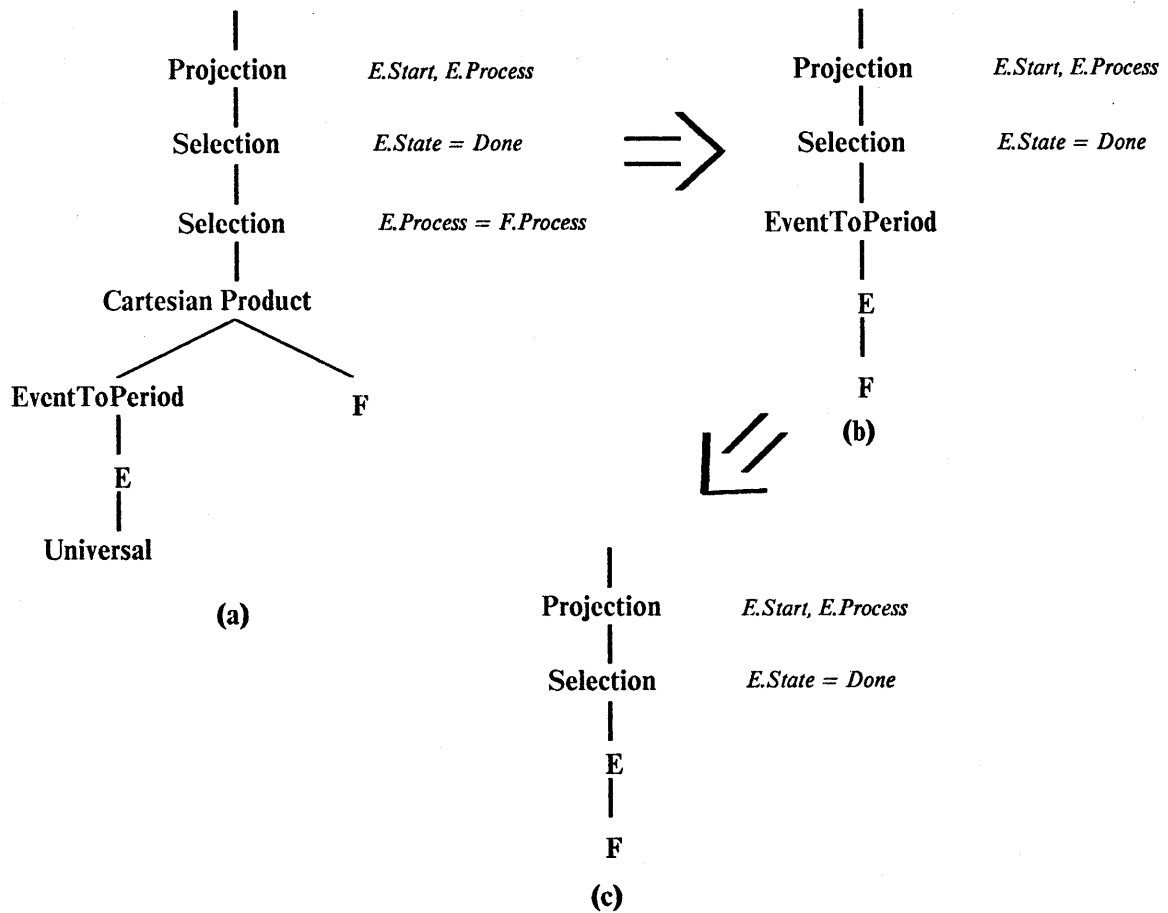 Projection E.Start, E.Process
Selection E.State = Done
Selection E.Process = F.Process
Cartesian Product
EventToPeriod F
E
Universal
(a)
Projection E.Start, E.Process
Selection E.State = Done
EventToPeriod
E
F
(b)
Projection E.Start, E.Process
Selection E.State = Done
E
F
(c)